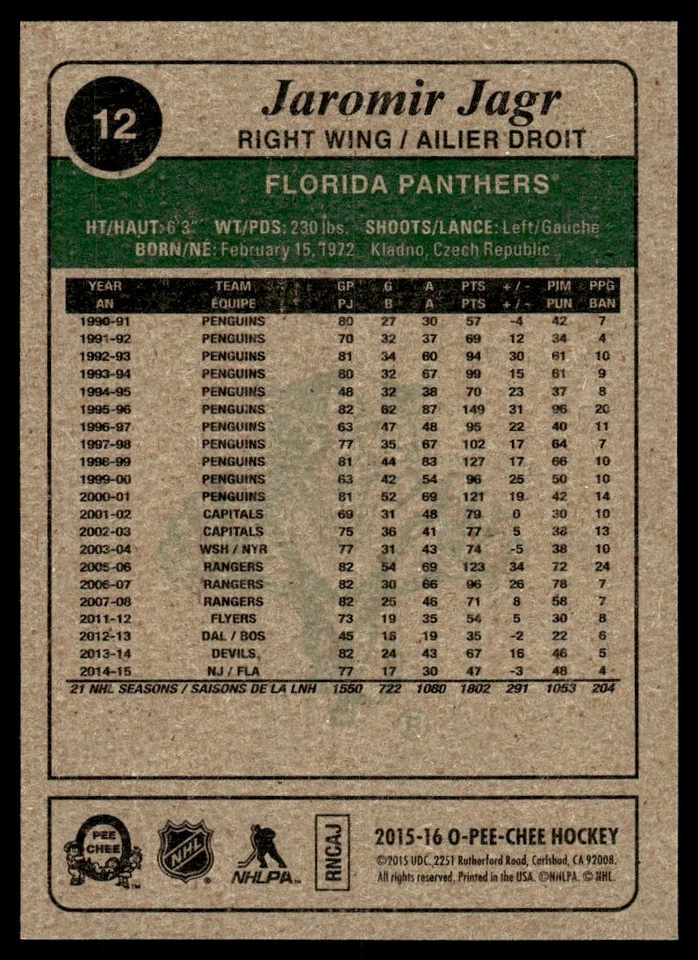 12
Jaromir Jagr
RIGHT WING / AILIER DROIT
FLORIDA PANTHERS
HT/HAUT: 6'3" WT/PDS: 230 lbs. SHOOTS/LANCE: Left/Gauche
BORN/NE: February 15, 1972 Kladno, Czech Republic
YEAR TEAM GP G A PTS + / - PIM PPG
AN ÉQUIPE PJ B A PTS + / - PUN BAN
1990-91 PENGUINS 80 27 30 57 -4 42 7
1991-92 PENGUINS 70 32 37 69 12 34 4
1992-93 PENGUINS 81 34 60 94 30 61 10
1993-94 PENGUINS 80 32 67 99 15 61 9
1994-95 PENGUINS 48 32 38 70 23 37 8
1995-96 PENGUINS 82 62 87 149 31 96 20
1996-97 PENGUINS 63 47 48 95 22 40 11
1997-98 PENGUINS 77 35 67 102 17 64 7
1998-99 PENGUINS 81 44 83 127 17 66 10
1999-00 PENGUINS 63 42 54 96 25 50 10
2000-01 PENGUINS 81 52 69 121 19 42 14
2001-02 CAPITALS 69 31 48 79 0 30 10
2002-03 CAPITALS 75 36 41 77 5 38 13
2003-04 WSH / NYR 77 31 43 74 -5 38 10
2005-06 RANGERS 82 54 69 123 34 72 24
2006-07 RANGERS 82 30 66 96 26 78 7
2007-08 RANGERS 82 25 46 71 8 58 7
2011-12 FLYERS 73 19 35 54 5 30 8
2012-13 DAL / BOS 45 16 19 35 -2 22 6
2013-14 DEVILS 82 24 43 67 16 46 5
2014-15 NJ / FLA 77 17 30 47 -3 48 4
21 NHL SEASONS / SAISONS DE LA LNH 1550 722 1080 1802 291 1053 204
O PEE CHEE
NHL
NHLPA
RNCAJ
2015-16 O-PEE-CHEE HOCKEY
©2015 UDC, 2251 Rutherford Road, Carlsbad, CA 92008.
All rights reserved. Printed in the USA. ©NHLPA. © NHL.